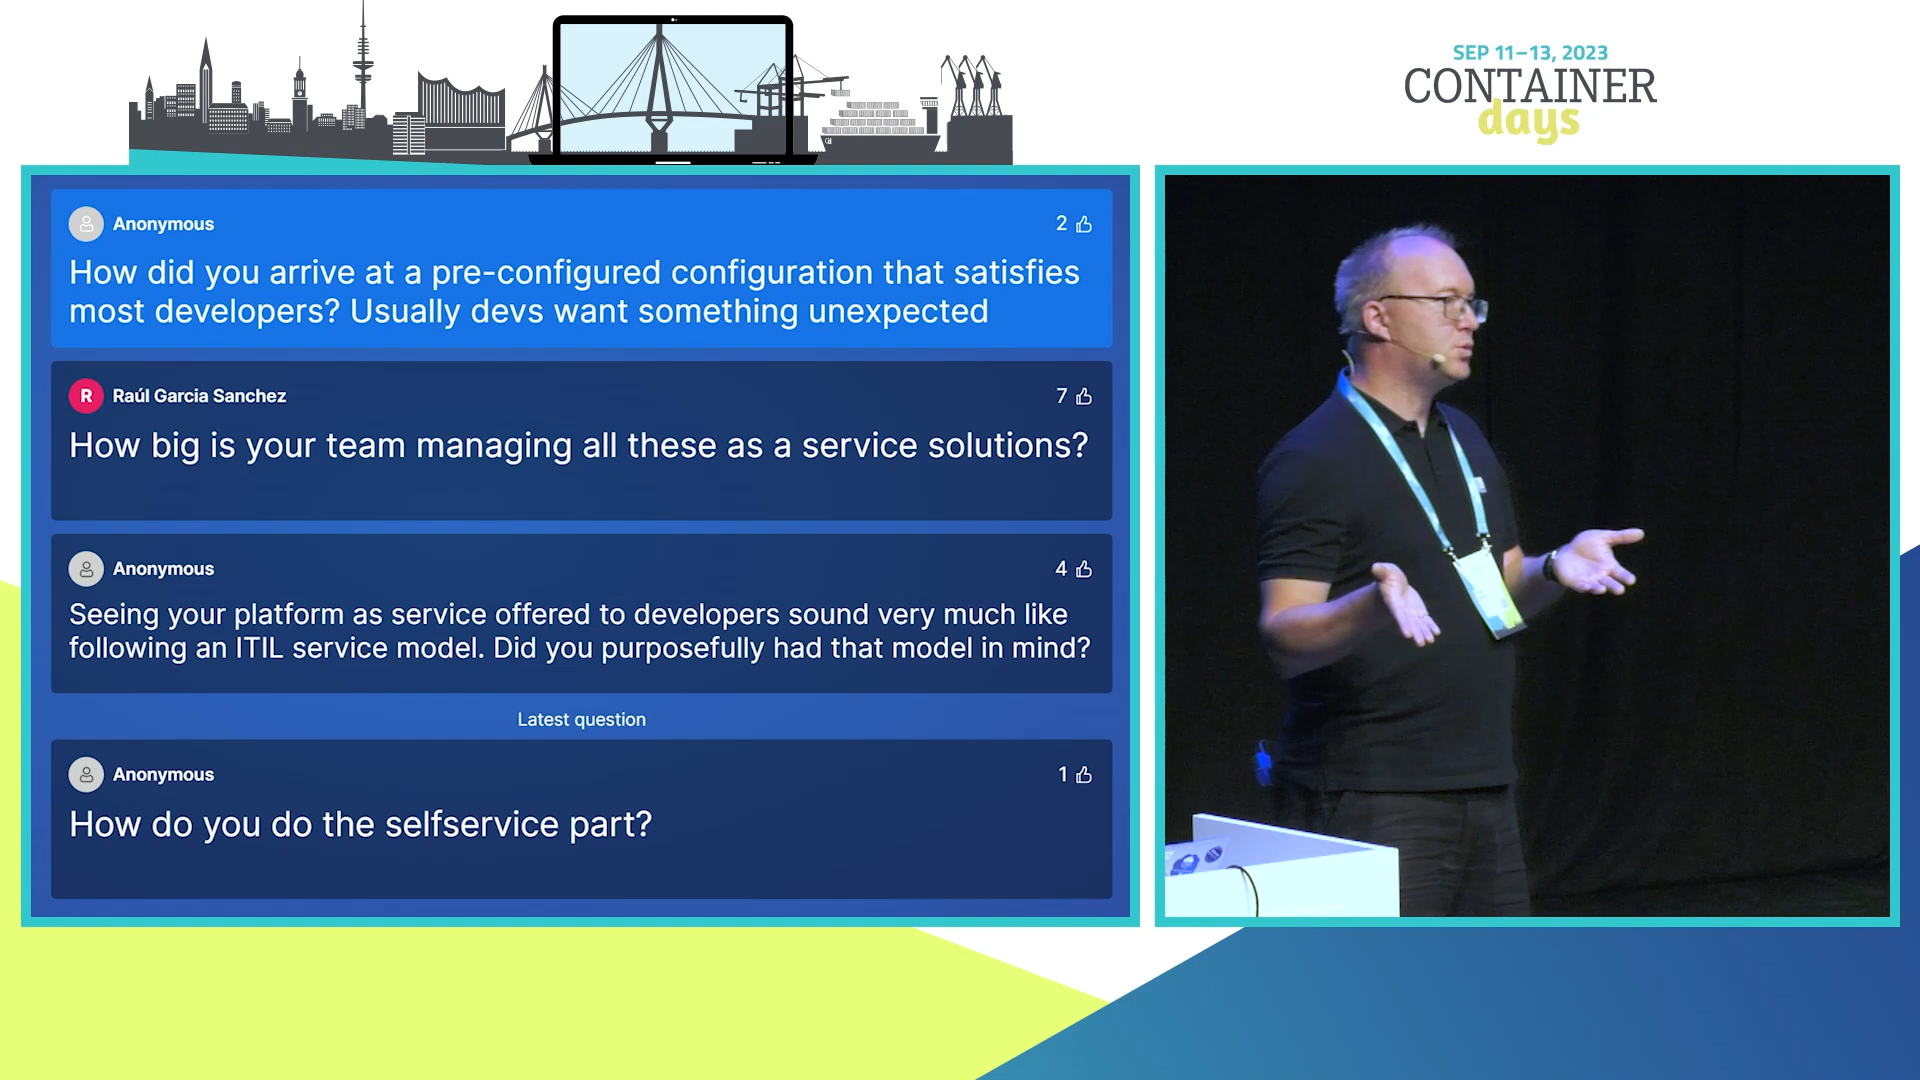 SEP 11–13, 2023
CONTAINER
days
Anonymous
2
How did you arrive at a pre-configured configuration that satisfies
most developers? Usually devs want something unexpected
R
Raúl Garcia Sanchez
7
How big is your team managing all these as a service solutions?
Anonymous
4
Seeing your platform as service offered to developers sound very much like
following an ITIL service model. Did you purposefully had that model in mind?
Latest question
Anonymous
1
How do you do the selfservice part?